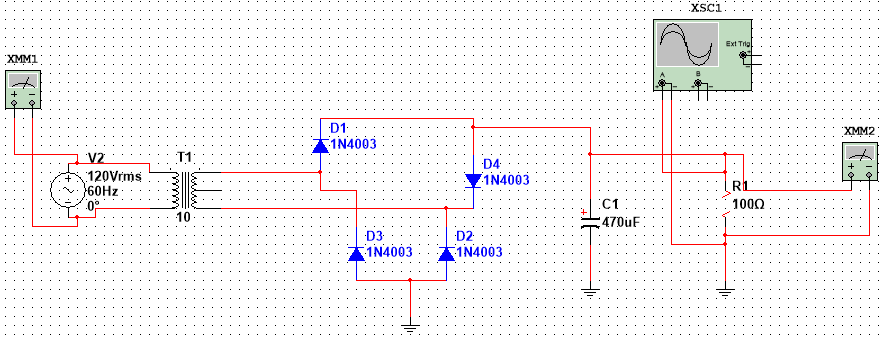 XSC1
Ext Trig
+
-
A
B
+ - + -
XMM1
+ -
V2
120Vrms
60Hz
0°
T1
10
D1
1N4003
D4
1N4003
D3
1N4003
D2
1N4003
C1
470uF
R1
100Ω
XMM2
+ -